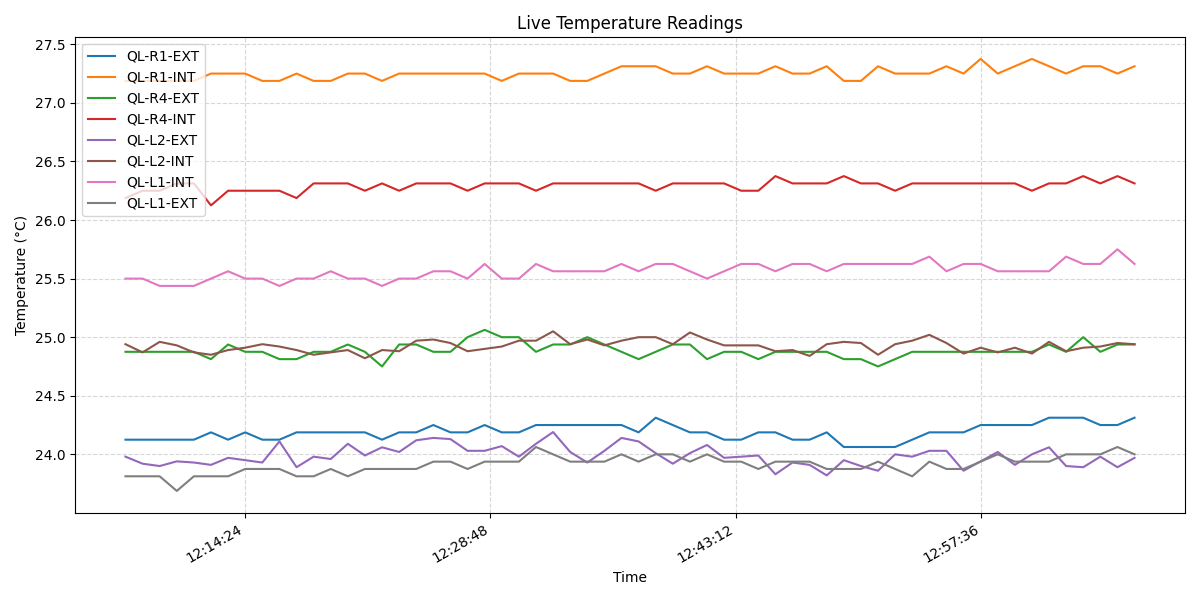 Live Temperature Readings
27.5
27.0
26.5
26.0
25.5
25.0
24.5
24.0
Temperature (°C)
QL-R1-EXT
QL-R1-INT
QL-R4-EXT
QL-R4-INT
QL-L2-EXT
QL-L2-INT
QL-L1-INT
QL-L1-EXT
12:14:24
12:28:48
12:43:12
12:57:36
Time